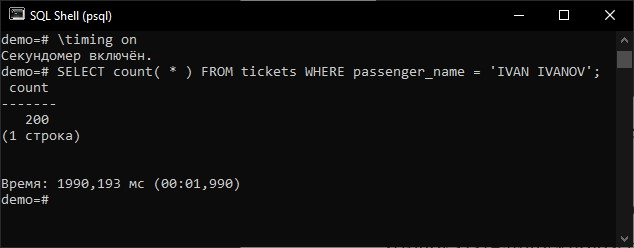 SQL Shell (psql)
demo=# \timing on
Секундомер включён.
demo=# SELECT count( * ) FROM tickets WHERE passenger_name = 'IVAN IVANOV';
count
-------
200
(1 строка)
Время: 1990,193 мс (00:01,990)
demo=#